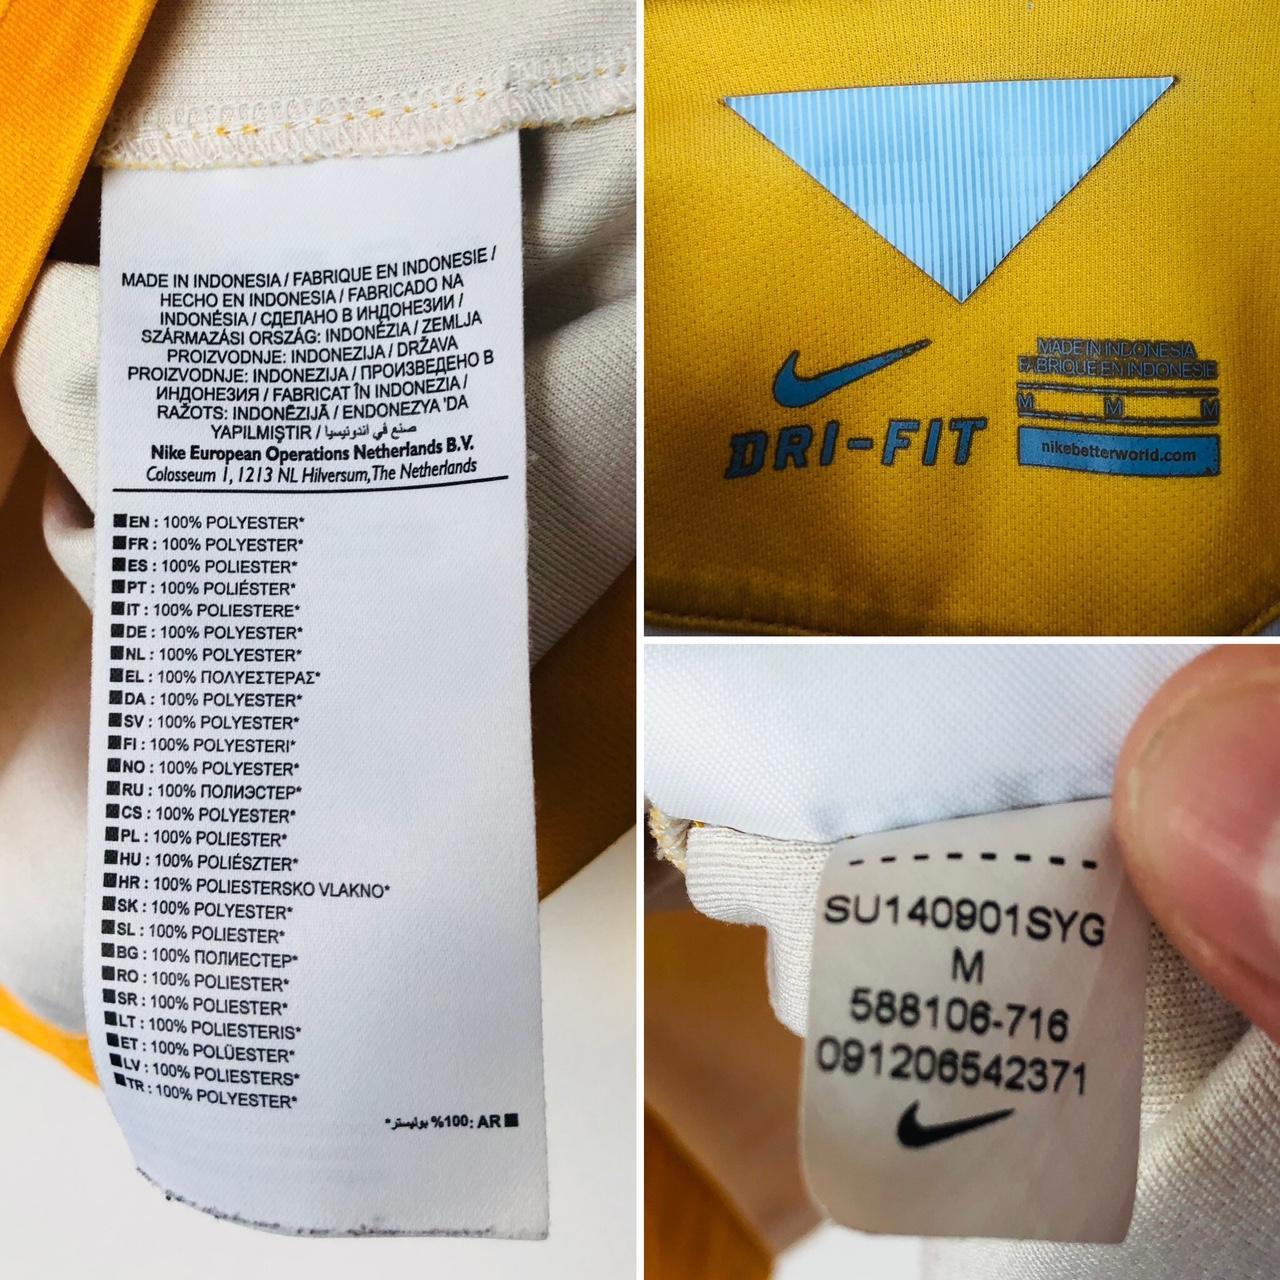 MADE IN INDONESIA / FABRIQUE EN INDONESIE /
HECHO EN INDONESIA / FABRICADO NA
INDONÉSIA / СДЕЛАНО В ИНДОНЕЗИИ /
SZÁRMAZÁSI ORSZÁG: INDONÉZIA / ZEMLJA
PROIZVODNJE: INDONEZIJA / DRŽAVA
PROIZVODNJE: INDONEZIJA / ПРОИЗВЕДЕНО В
ИНДОНЕЗИЯ / FABRICAT ÎN INDONEZIA /
RAŽOTS: INDONĒZIJĀ / ENDONEZYA 'DA
YAPILMIŞTIR / صنع في اندونيسيا
Nike European Operations Netherlands B.V.
Colosseum 1, 1213 NL Hilversum, The Netherlands
EN : 100% POLYESTER*
FR : 100% POLYESTER*
ES : 100% POLIESTER*
PT : 100% POLIÉSTER*
IT : 100% POLIESTERE*
DE : 100% POLYESTER*
NL : 100% POLYESTER*
EL : 100% ΠΟΛΥΕΣΤΕΡΑΣ*
DA : 100% POLYESTER*
SV : 100% POLYESTER*
FI : 100% POLYESTERI*
NO : 100% POLYESTER*
RU : 100% ПОЛИЭСТЕР*
CS : 100% POLYESTER*
PL : 100% POLIESTER*
HU : 100% POLIÉSZTER*
HR : 100% POLIESTERSKO VLAKNO*
SK : 100% POLYESTER*
SL : 100% POLIESTER*
BG : 100% ПОЛИЕСТЕР*
RO : 100% POLIESTER*
SR : 100% POLIESTER*
LT : 100% POLIESTERIS*
ET : 100% POLÜESTER*
LV : 100% POLIESTERS*
TR : 100% POLYESTER*
AR :100% بوليستر*
DRI-FIT
MADE IN INDONESIA
FABRIQUE EN INDONESIE
M M M
nikebetterworld.com
SU140901SYG
M
588106-716
091206542371